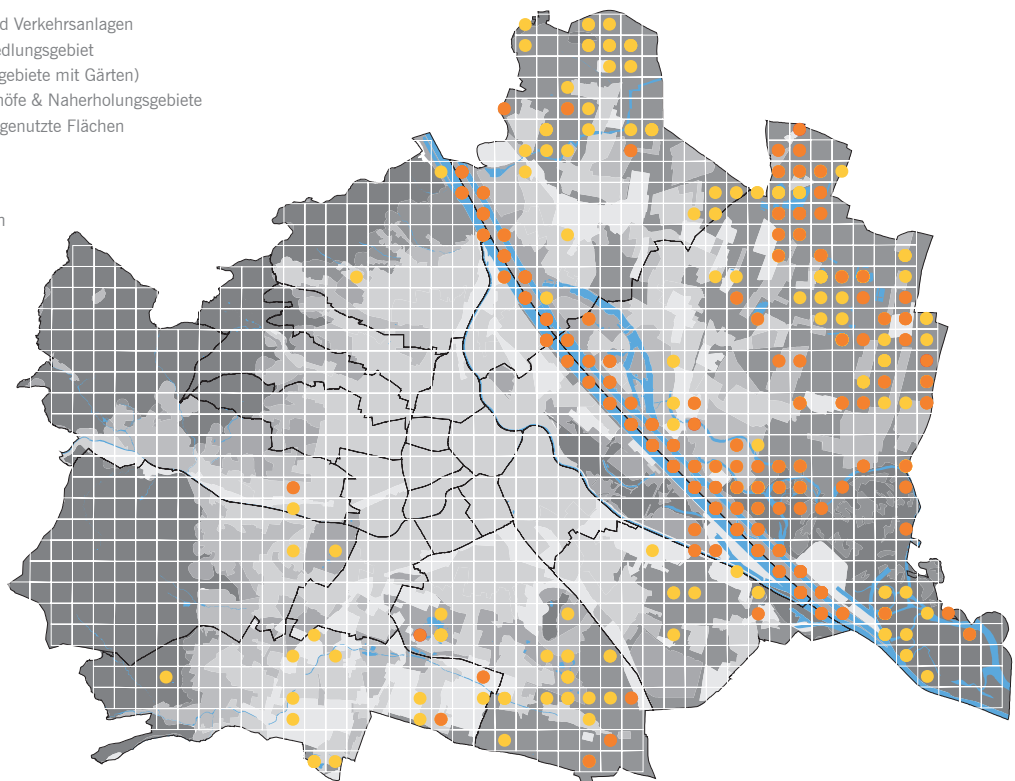 d Verkehrsanlagen
edlungsgebiet
gebiete mit Gärten)
höfe & Naherholungsgebiete
genutzte Flächen
n